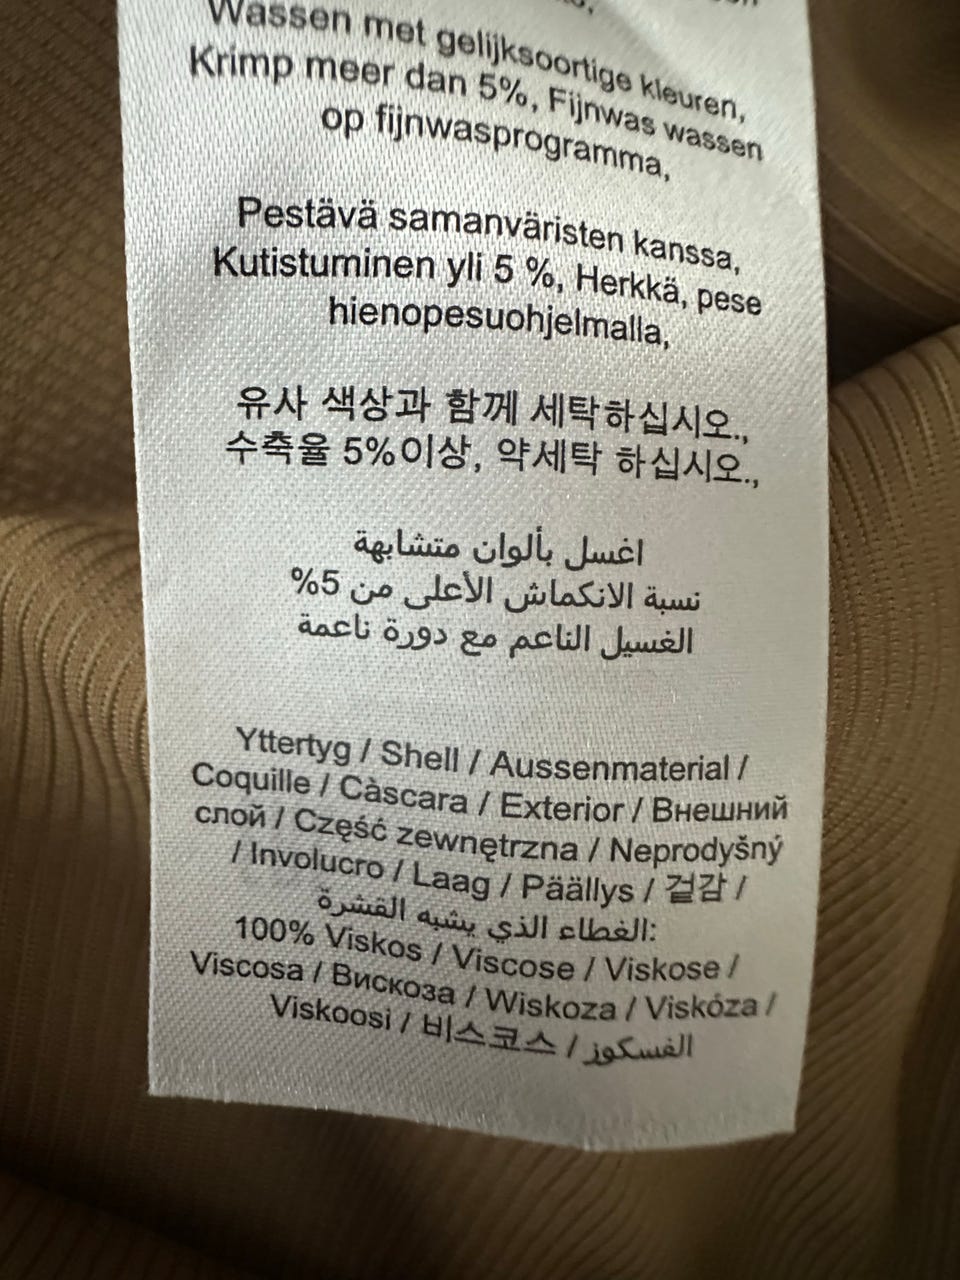 Wassen met gelijksoortige kleuren,
Krimp meer dan 5%, Fijnwas wassen
op fijnwasprogramma,
Pestävä samanväristen kanssa,
Kutistuminen yli 5 %, Herkkä, pese
hienopesuohjelmalla,
유사 색상과 함께 세탁하십시오.,
수축율 5%이상, 약세탁 하십시오.,
اغسل بألوان متشابهة
نسبة الانكماش الأعلى من 5%
الغسيل الناعم مع دورة ناعمة
Yttertyg / Shell / Aussenmaterial /
Coquille / Càscara / Exterior / Внешний
слой / Część zewnętrzna / Neprodyšný
/ Involucro / Laag / Päällys / 겉감 /
الغطاء الذي يشبه القشرة:
100% Viskos / Viscose / Viskose /
Viscosa / Вискоза / Wiskoza / Viskóza /
Viskoosi / 비스코스 / الفسكوز